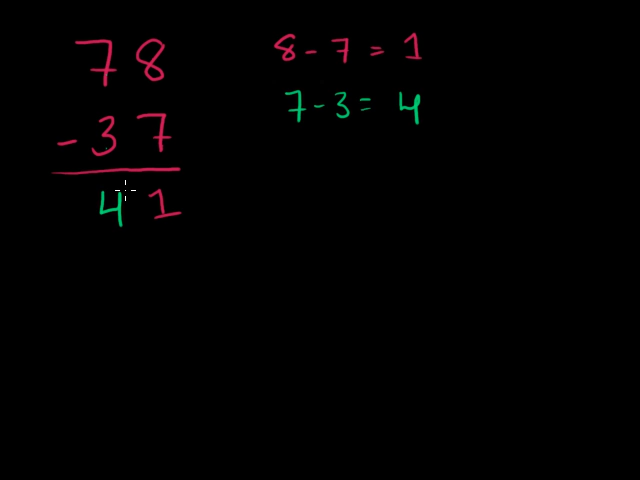 78
8 - 7 = 1
7 - 3 = 4
- 37
41